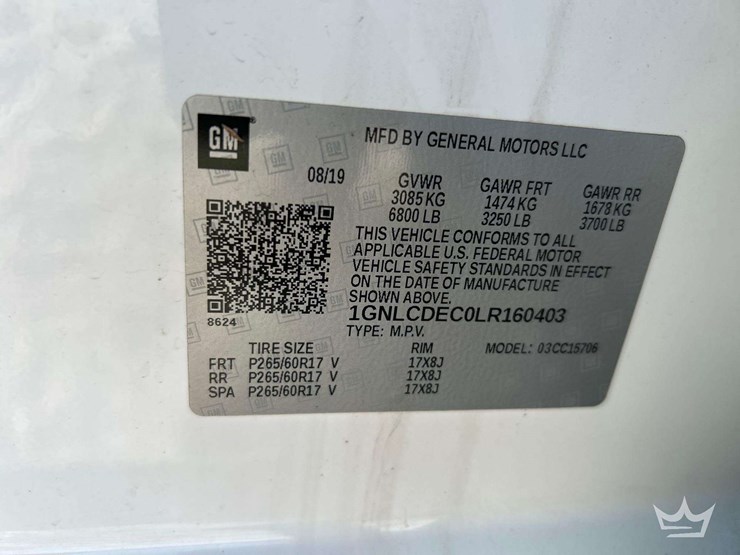 GM
MFD BY GENERAL MOTORS LLC
08/19 GVWR GAWR FRT GAWR RR
3085 KG 1474 KG 1678 KG
6800 LB 3250 LB 3700 LB
THIS VEHICLE CONFORMS TO ALL
APPLICABLE U.S. FEDERAL MOTOR
VEHICLE SAFETY STANDARDS IN EFFECT
ON THE DATE OF MANUFACTURE
SHOWN ABOVE.
8624
1GNLCDEC0LR160403
TYPE: M.P.V.
TIRE SIZE RIM MODEL: 03CC15706
FRT P265/60R17 V 17X8J
RR P265/60R17 V 17X8J
SPA P265/60R17 V 17X8J